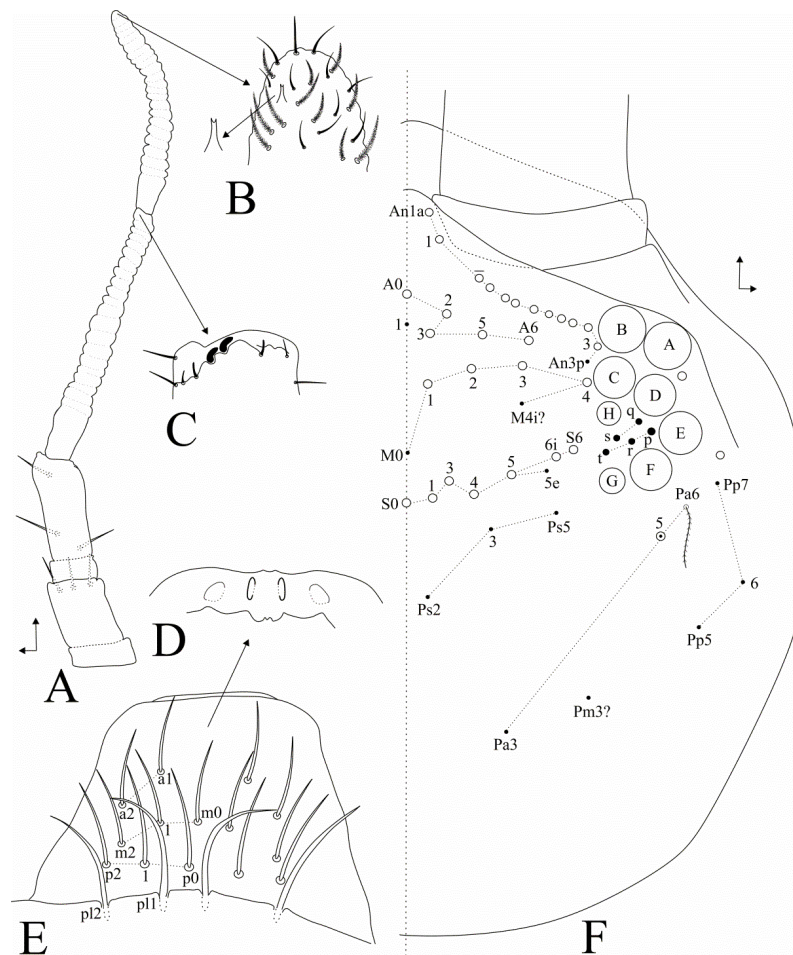 A
B
C
D
E
F
a1
a2
m2
1
m0
p2
1
p0
pl2
pl1
An1a
1
A0
2
1
3
5
A6
3
An3p
B
A
C
D
1
2
3
4
M4i?
H
q
s
p
E
t
r
M0
G
F
6i
S6
5
5e
3
1
4
S0
Pp7
Pa6
5
Ps5
3
Ps2
6
Pp5
Pm3?
Pa3